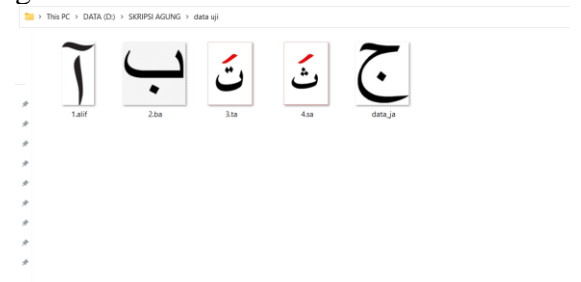 This PC > DATA (D:) > SKRIPSI AGUNG > data uji
آ ب تَ ثَ ج
1.alif 2.ba 3.ta 4.sa data_ja